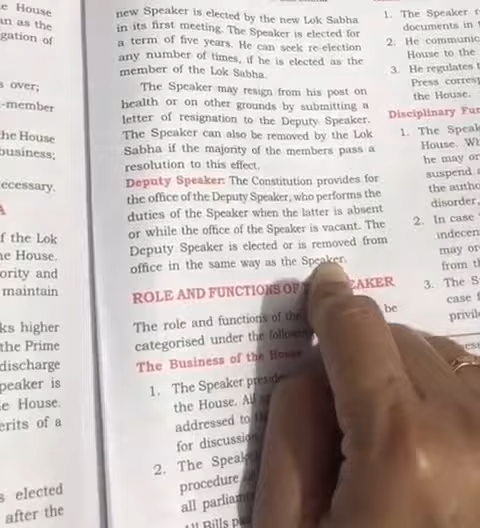 e House
an as the
gation of
s over;
-member
he House
business;
ecessary.
A
f the Lok
e House.
ority and
maintain
ks higher
the Prime
discharge
peaker is
e House.
erits of a
s elected
after the
new Speaker is elected by the new Lok Sabha
in its first meeting. The Speaker is elected for
a term of five years. He can seek re-election
any number of times, if he is elected as the
member of the Lok Sabha.
The Speaker may resign from his post on
health or on other grounds by submitting a
letter of resignation to the Deputy Speaker.
The Speaker can also be removed by the Lok
Sabha if the majority of the members pass a
resolution to this effect.
Deputy Speaker: The Constitution provides for
the office of the Deputy Speaker, who performs the
duties of the Speaker when the latter is absent
or while the office of the Speaker is vacant. The
Deputy Speaker is elected or is removed from
office in the same way as the Speaker.
ROLE AND FUNCTIONS OF EAKER
The role and functions of the be
categorised under the following
The Business of the House
1. The Speaker preside
the House. All
addressed to
for discussio
2. The Speake
procedure
all parliam
All Bills pa
1. The Speaker r
documents in
2. He communic
House to the
3. He regulates
Press corresp
the House.
Disciplinary Fun
1. The Speak
House. Wh
he may or
suspend
the autho
disorder,
2. In case
indecen
may or
from th
3. The S
case f
privil